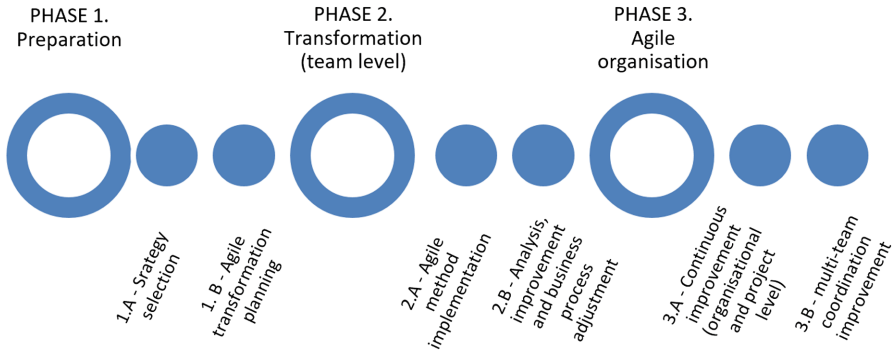 PHASE 1.
Preparation
PHASE 2.
Transformation
(team level)
PHASE 3.
Agile
organisation
1.A - Srategy
selection
1. B - Agile
transformation
planning
2.A - Agile
method
implementation
2.B - Analysis,
improvement
and business
process
adjustment
3.A - Continuous
improvement
(organisational
and project
level)
3.B - multi-team
coordination
improvement